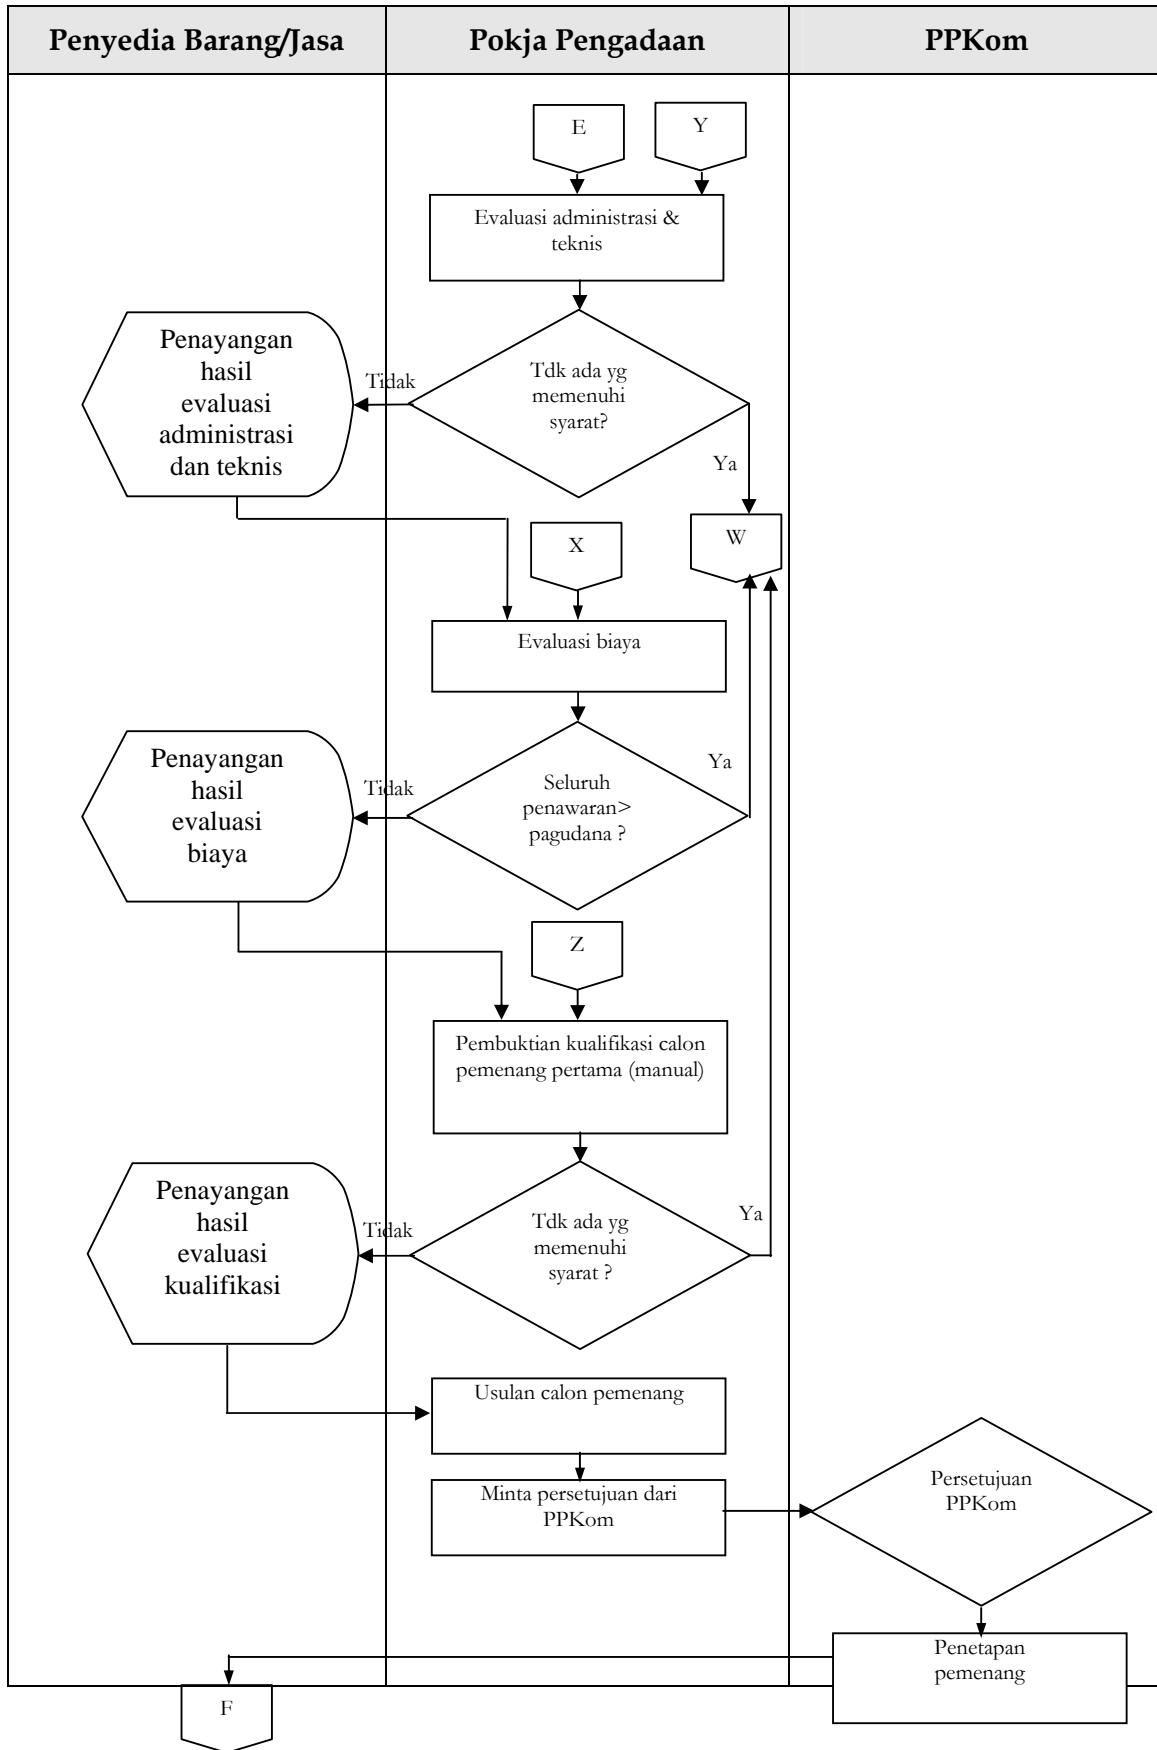 Penyedia Barang/Jasa
Pokja Pengadaan
PPKom
E
Y
Evaluasi administrasi &
teknis
Penayangan
hasil
evaluasi
administrasi
dan teknis
Tidak
Tdk ada yg
memenuhi
syarat?
Ya
X
W
Evaluasi biaya
Penayangan
hasil
evaluasi
biaya
Tidak
Seluruh
penawaran>
pagudana ?
Ya
Z
Pembuktian kualifikasi calon
pemenang pertama (manual)
Penayangan
hasil
evaluasi
kualifikasi
Tidak
Tdk ada yg
memenuhi
syarat ?
Ya
Usulan calon pemenang
Minta persetujuan dari
PPKom
Persetujuan
PPKom
Penetapan
pemenang
F